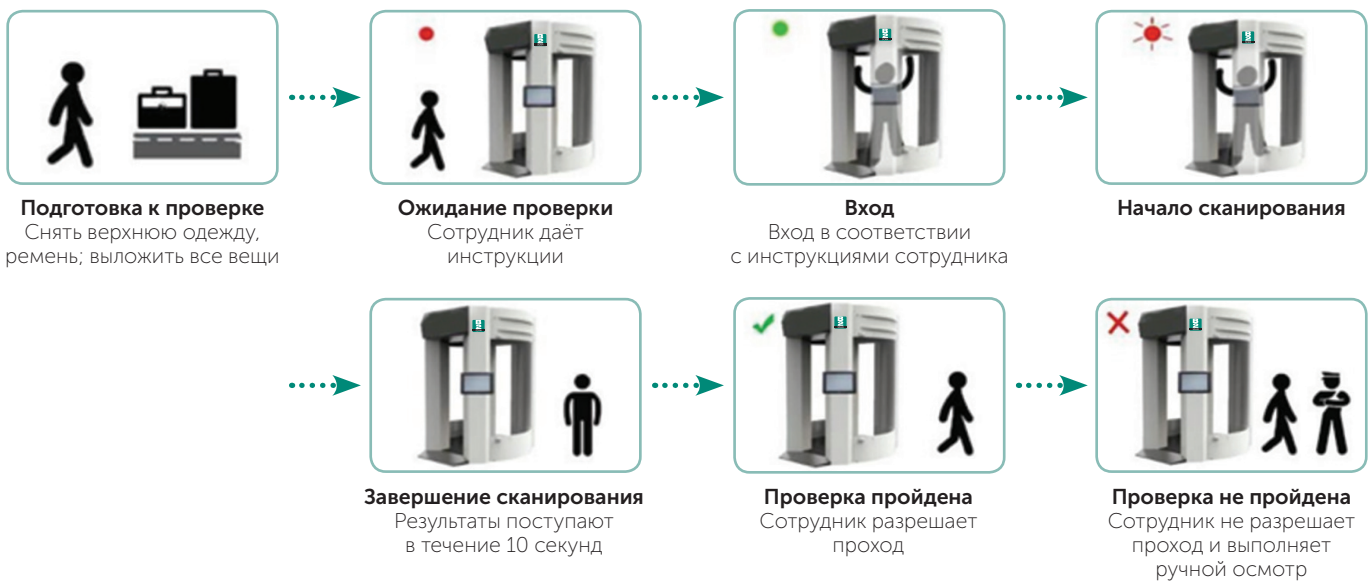 Подготовка к проверке
Снять верхнюю одежду,
ремень; выложить все вещи
Ожидание проверки
Сотрудник даёт
инструкции
Вход
Вход в соответствии
с инструкциями сотрудника
Начало сканирования
Завершение сканирования
Результаты поступают
в течение 10 секунд
Проверка пройдена
Сотрудник разрешает
проход
Проверка не пройдена
Сотрудник не разрешает
проход и выполняет
ручной осмотр